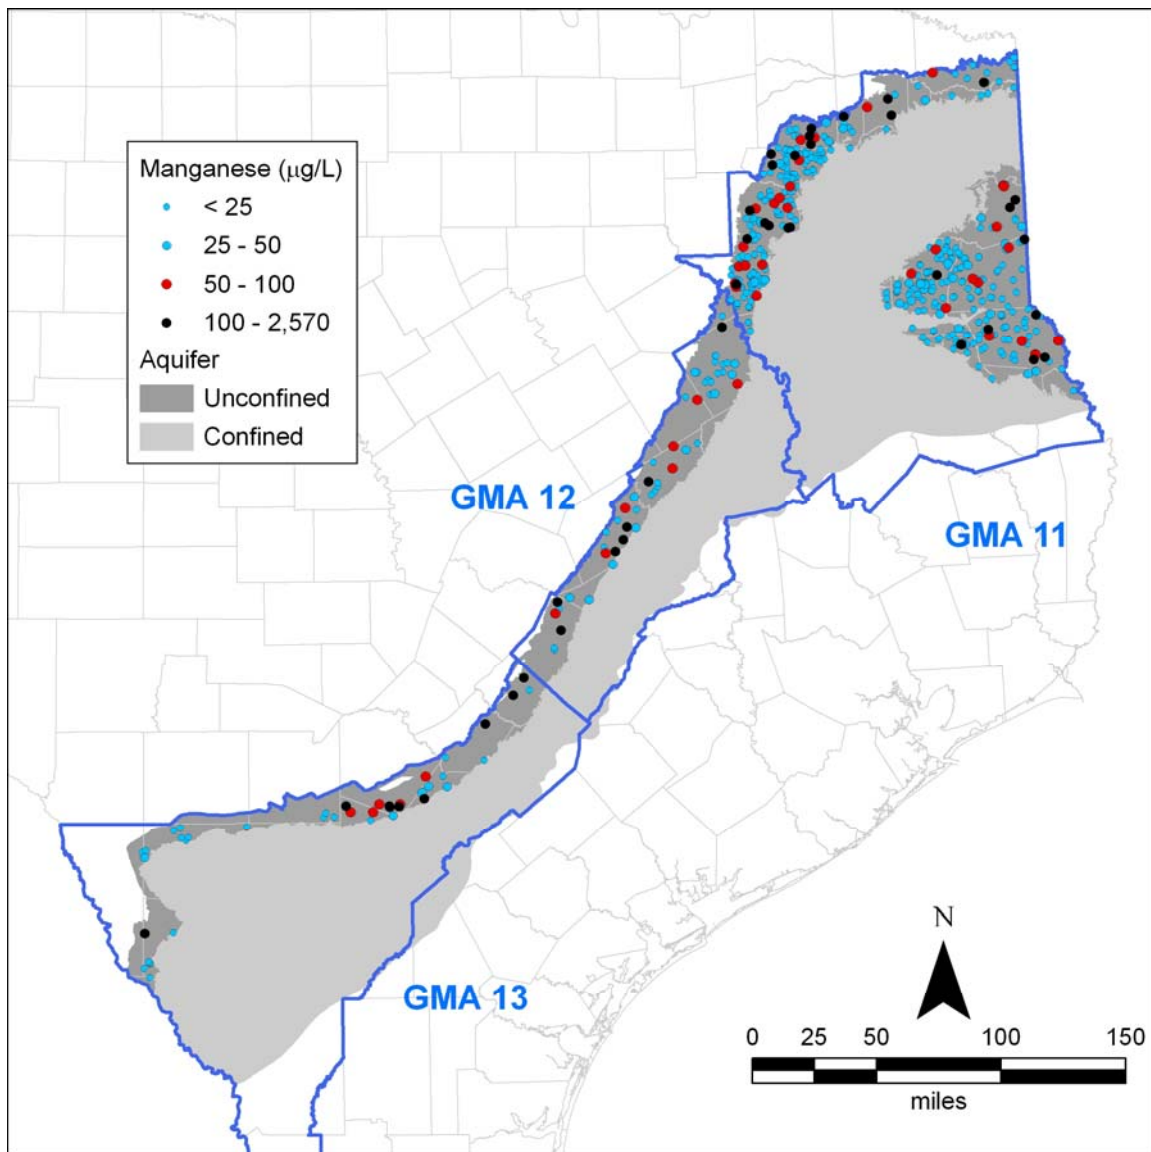 Manganese (µg/L)
< 25
25 - 50
50 - 100
100 - 2,570
Aquifer
Unconfined
Confined
GMA 12
GMA 11
GMA 13
N
0 25 50 100 150
miles